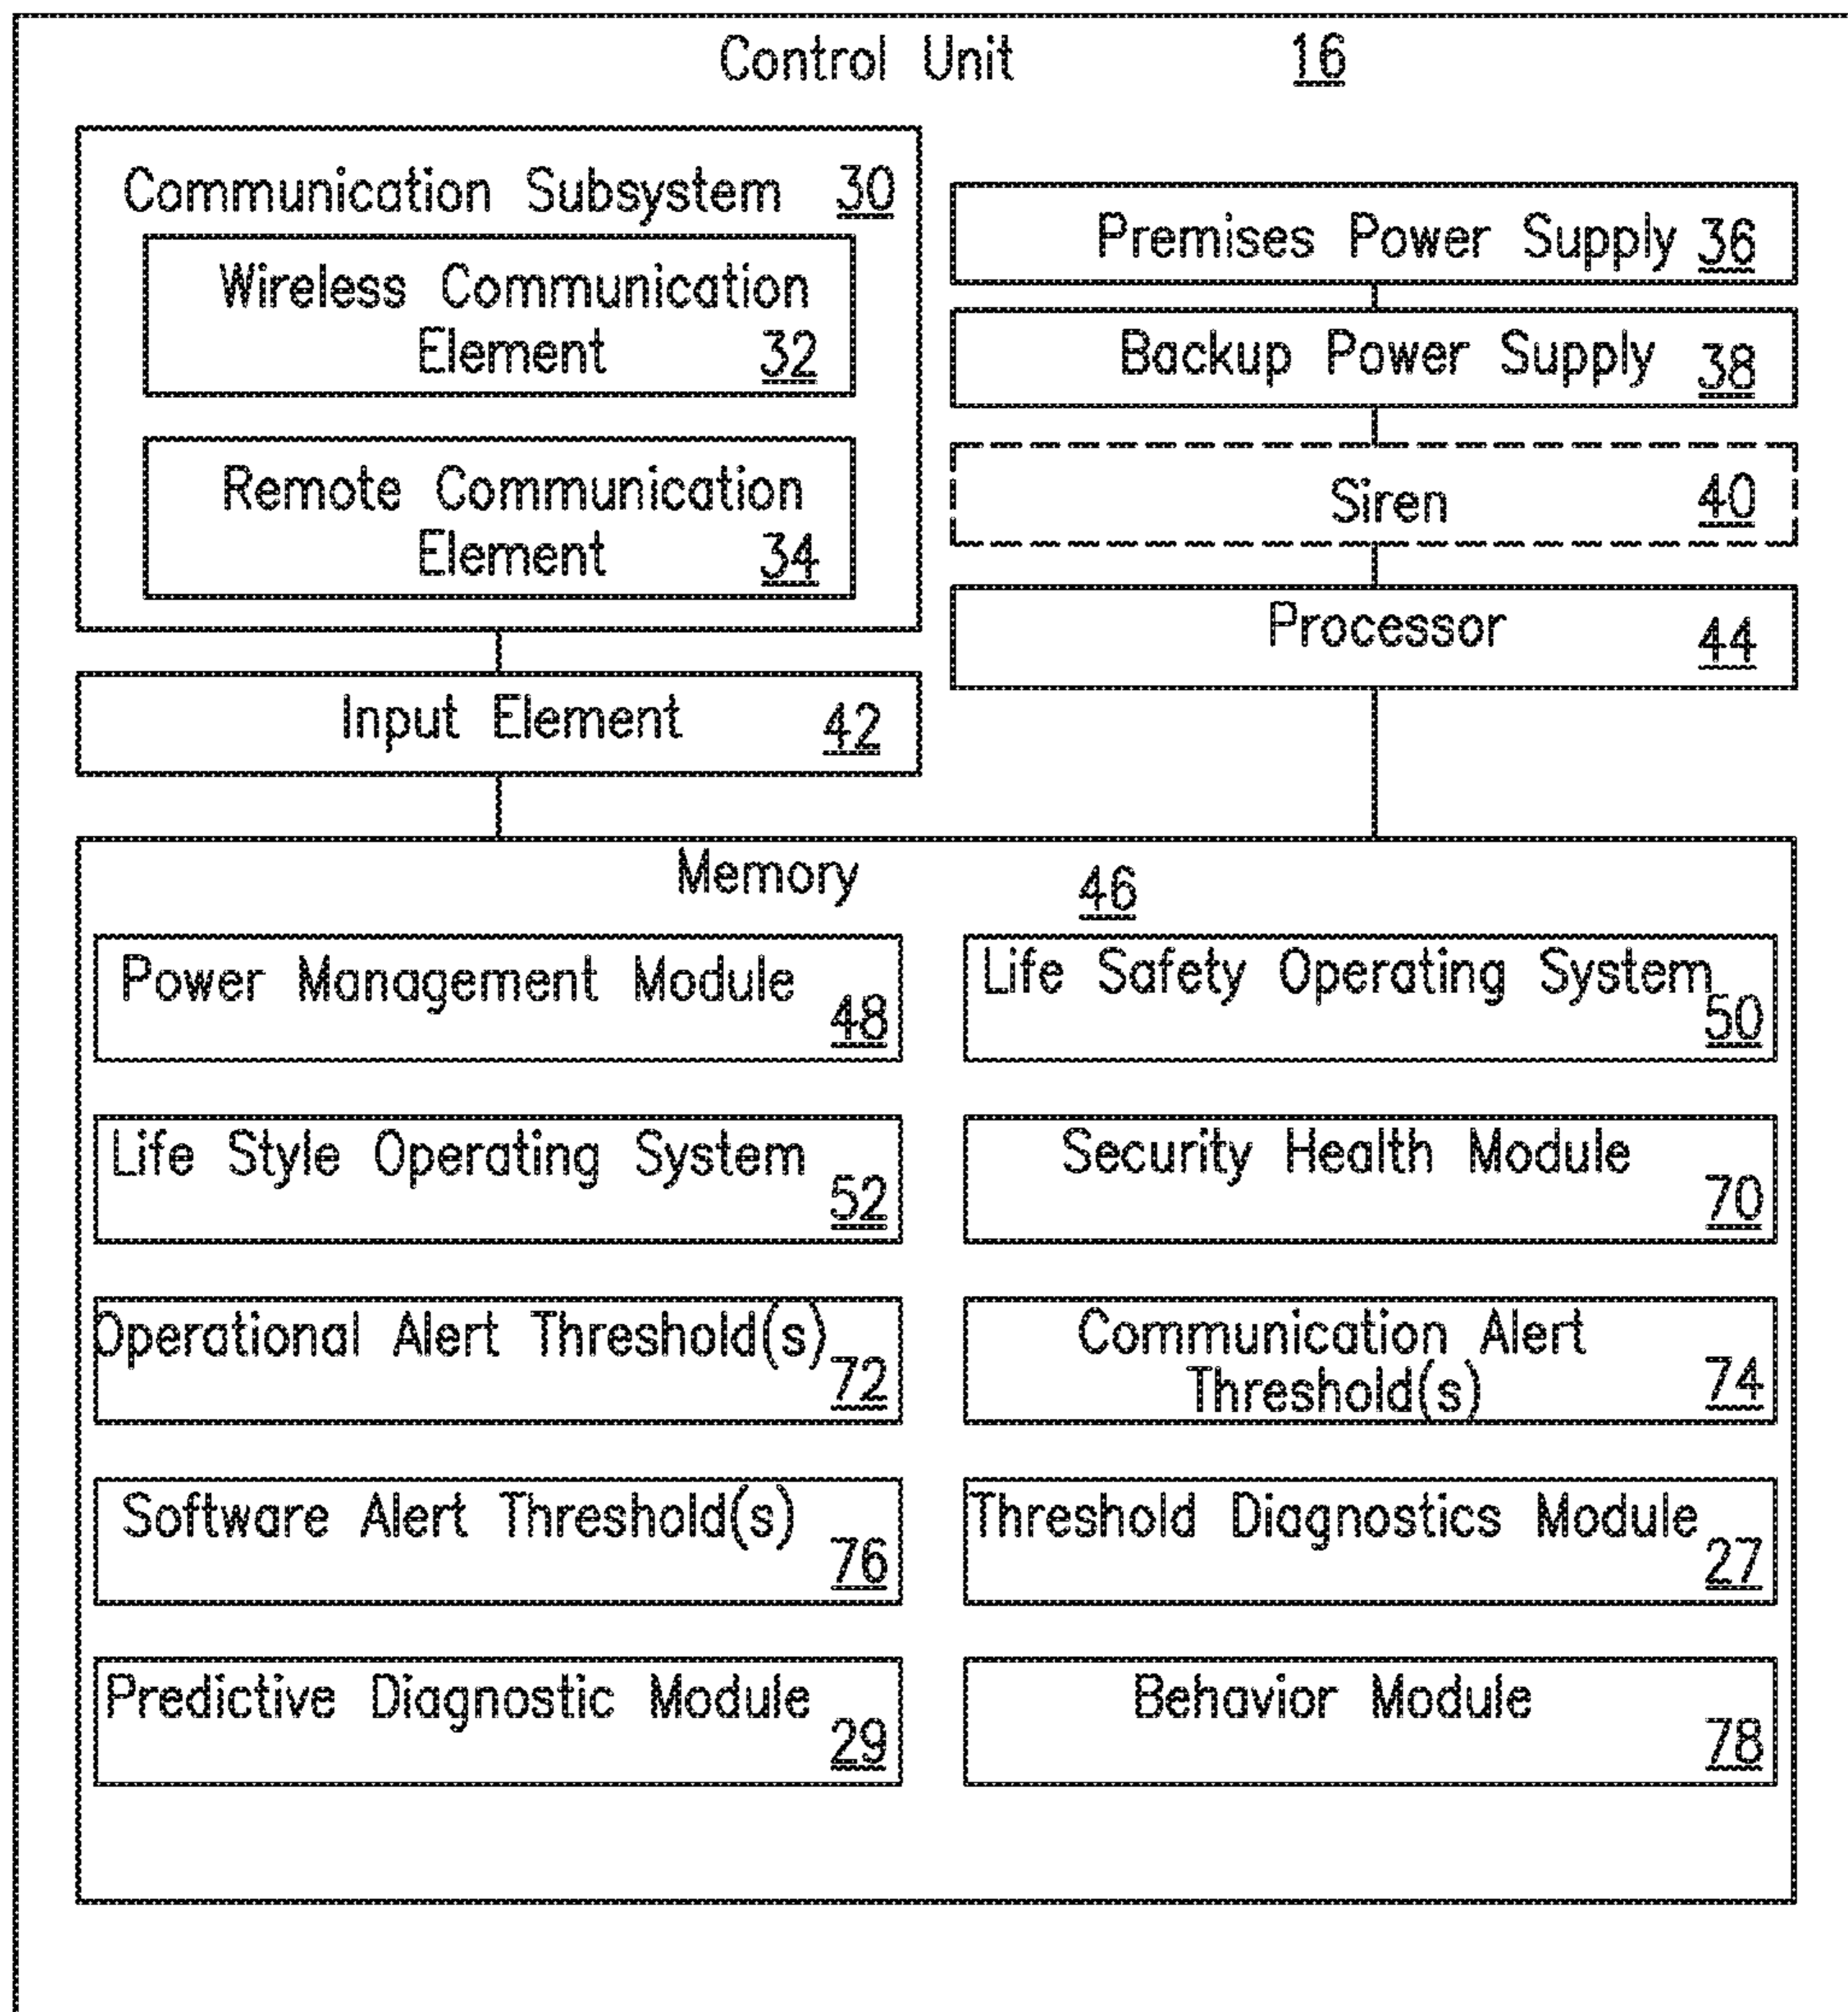 Control Unit 16
Communication Subsystem 30
Wireless Communication
Element 32
Remote Communication
Element 34
Input Element 42
Premises Power Supply 36
Backup Power Supply 38
Siren 40
Processor 44
Memory 46
Power Management Module
48
Life Safety Operating System
50
Life Style Operating System
52
Security Health Module
70
Operational Alert Threshold(s)
72
Communication Alert
Threshold(s) 74
Software Alert Threshold(s)
76
Threshold Diagnostics Module
27
Predictive Diagnostic Module
29
Behavior Module
78